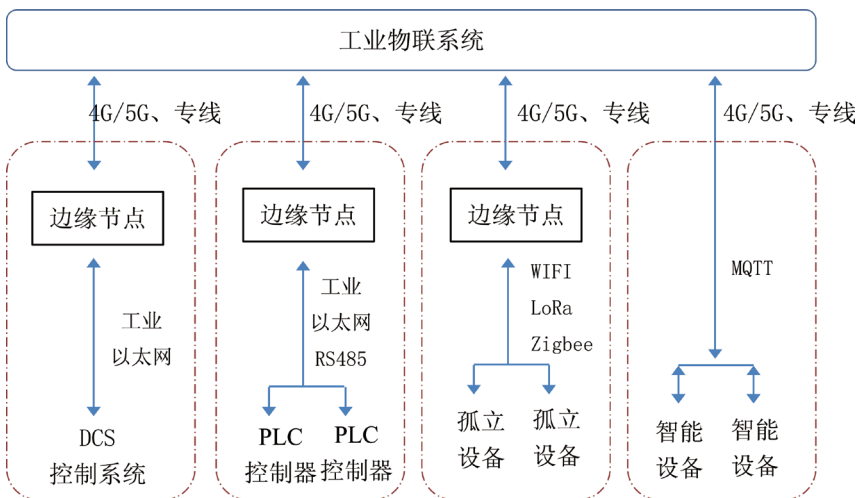 工业物联系统
4G/5G、专线
4G/5G、专线
4G/5G、专线
4G/5G、专线
边缘节点
工业
以太网
DCS
控制系统
边缘节点
工业
以太网
RS485
PLC
控制器
PLC
控制器
边缘节点
WIFI
LoRa
Zigbee
孤立
设备
孤立
设备
MQTT
智能
设备
智能
设备